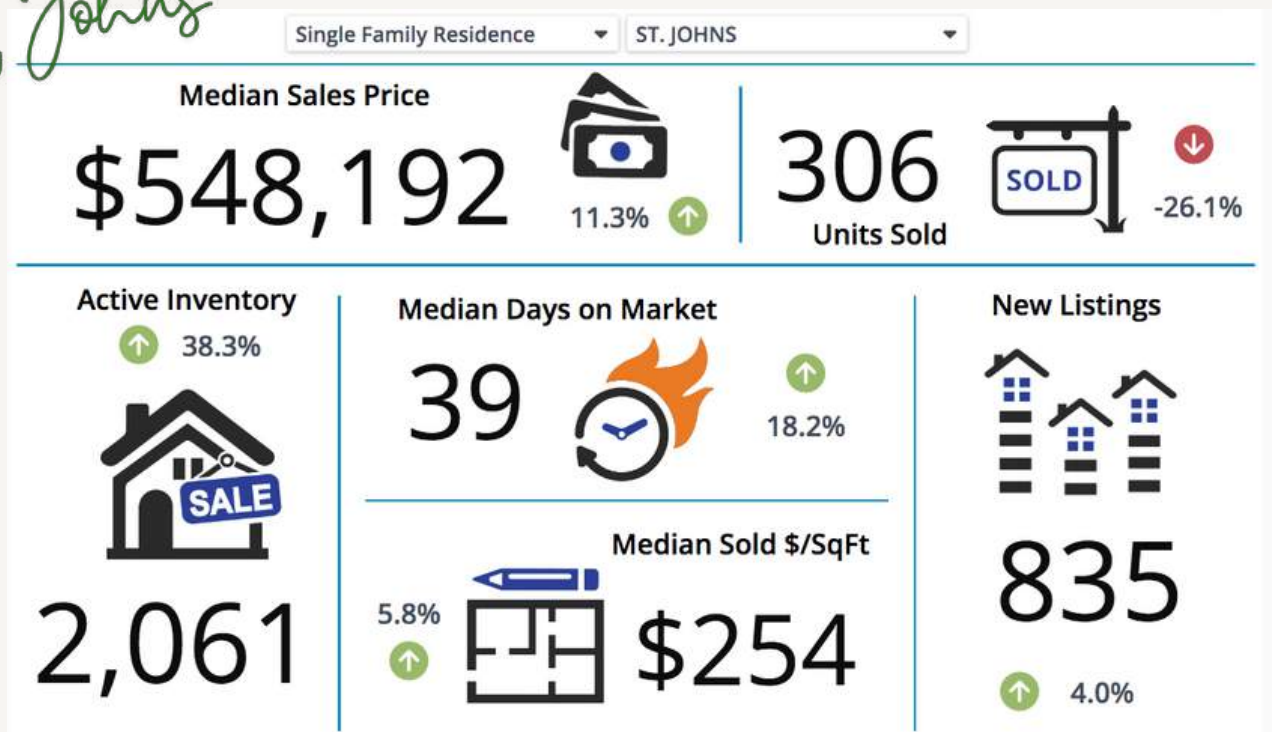 Johns
Single Family Residence
ST. JOHNS
Median Sales Price
$548,192
11.3%
306
Units Sold
SOLD
-26.1%
Active Inventory
38.3%
SALE
2,061
Median Days on Market
39
18.2%
Median Sold $/SqFt
5.8%
$254
New Listings
835
4.0%